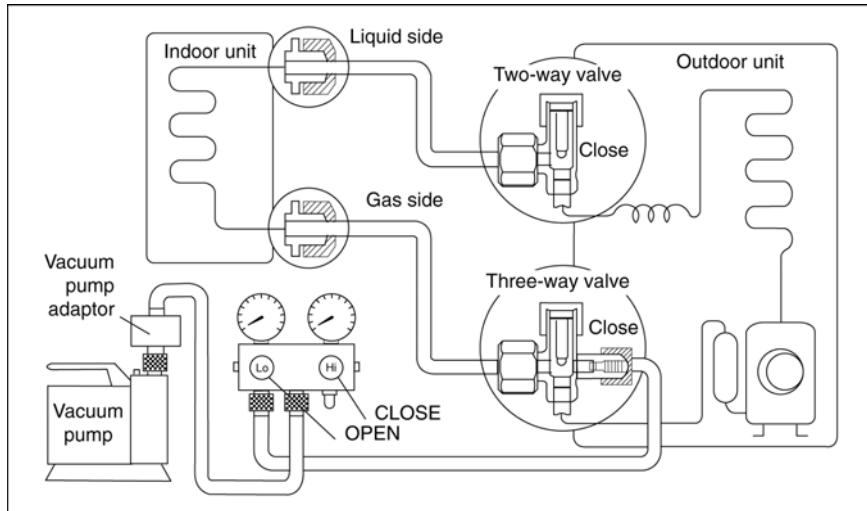 Liquid side
Indoor unit
Two-way valve
Outdoor unit
Close
Gas side
Vacuum
pump
adaptor
Three-way valve
Close
Lo
Hi
CLOSE
OPEN
Vacuum
pump